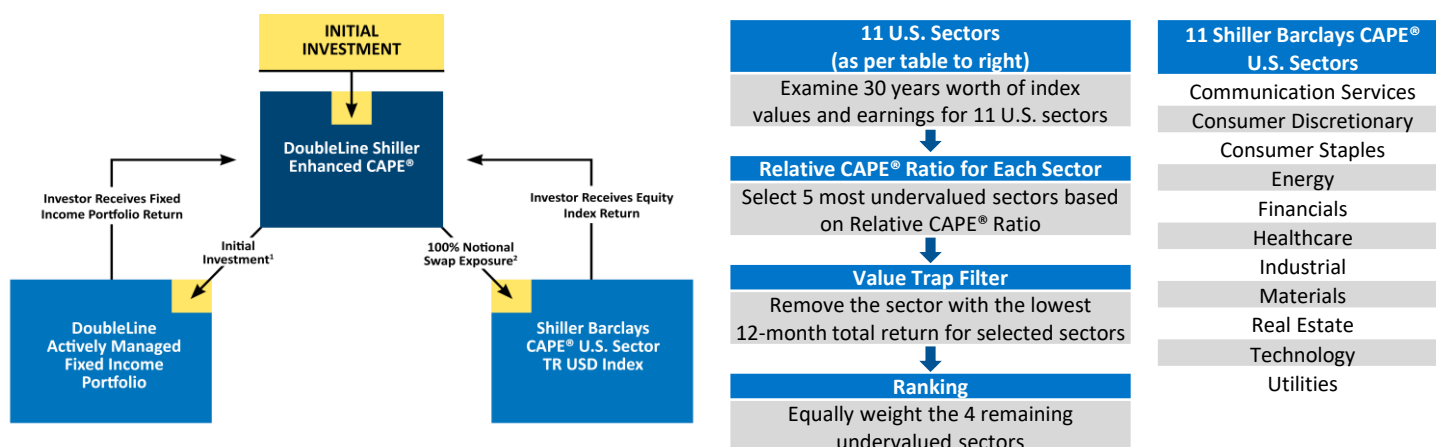 INITIAL
INVESTMENT
DoubleLine Shiller
Enhanced CAPE®
Investor Receives Fixed
Income Portfolio Return
Investor Receives Equity
Index Return
Initial
Investment¹
100% Notional
Swap Exposure²
DoubleLine
Actively Managed
Fixed Income
Portfolio
Shiller Barclays
CAPE® U.S. Sector
TR USD Index
11 U.S. Sectors
(as per table to right)
Examine 30 years worth of index
values and earnings for 11 U.S. sectors
Relative CAPE® Ratio for Each Sector
Select 5 most undervalued sectors based
on Relative CAPE® Ratio
Value Trap Filter
Remove the sector with the lowest
12-month total return for selected sectors
Ranking
Equally weight the 4 remaining
undervalued sectors
11 Shiller Barclays CAPE®
U.S. Sectors
Communication Services
Consumer Discretionary
Consumer Staples
Energy
Financials
Healthcare
Industrial
Materials
Real Estate
Technology
Utilities